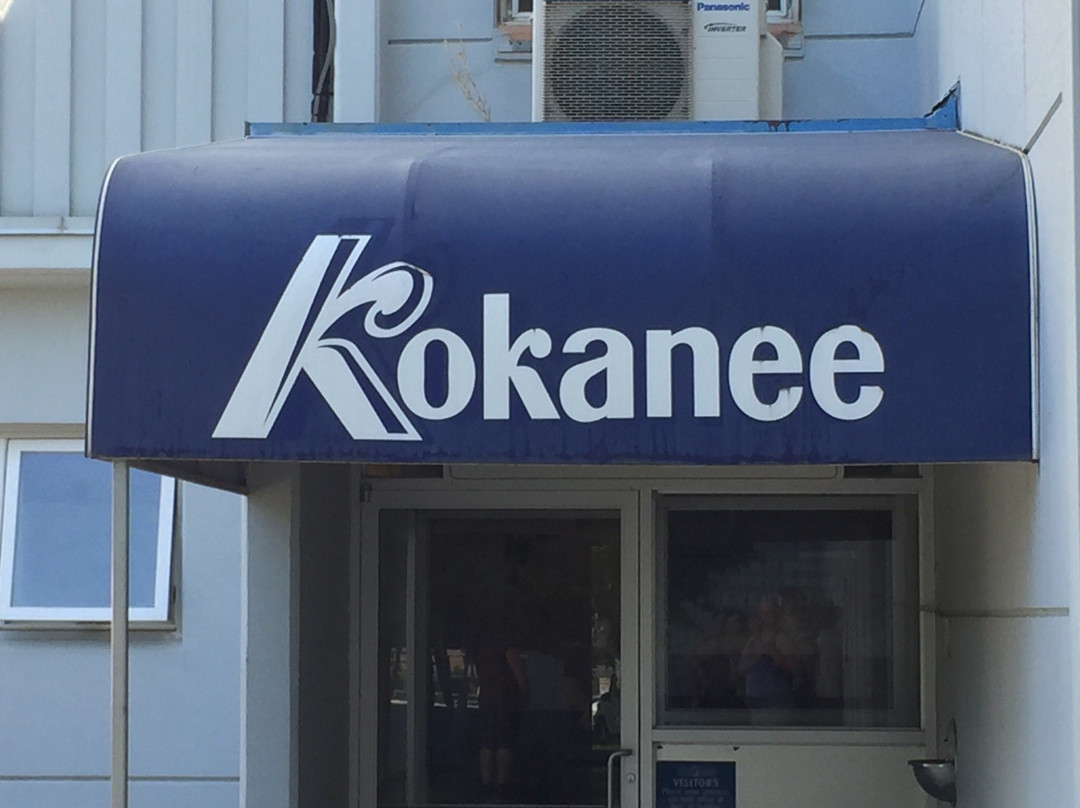 Panasonic
INVERTER
Kokanee
VISITORS